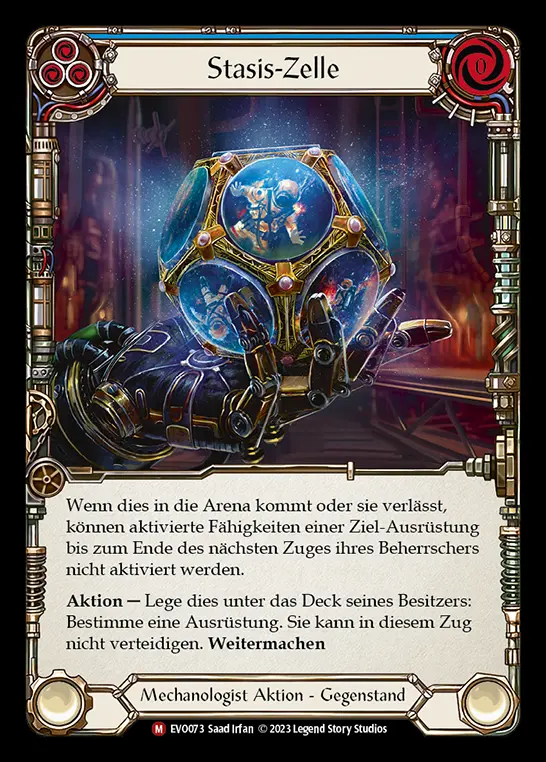 0
Stasis-Zelle
Wenn dies in die Arena kommt oder sie verlässt,
können aktivierte Fähigkeiten einer Ziel-Ausrüstung
bis zum Ende des nächsten Zuges ihres Beherrschers
nicht aktiviert werden.
Aktion — Lege dies unter das Deck seines Besitzers:
Bestimme eine Ausrüstung. Sie kann in diesem Zug
nicht verteidigen. Weitermachen
Mechanologist Aktion - Gegenstand
M EVO073 Saad Irfan © 2023 Legend Story Studios